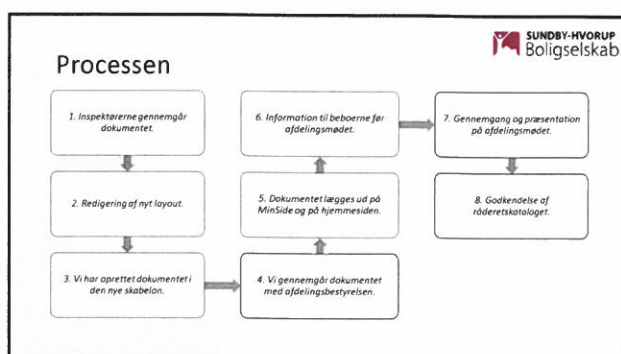 SUNDBY-HVORUP
Boligselskab
Processen
1. Inspektørerne gennemgår
dokumentet.
2. Redigering af nyt layout.
3. Vi har oprettet dokumentet i
den nye skabelon.
4. Vi gennemgår dokumentet
med afdelingsbestyrelsen.
5. Dokumentet lægges ud på
MinSide og på hjemmesiden.
6. Information til beboerne før
afdelingsmødet.
7. Gennemgang og præsentation
på afdelingsmødet.
8. Godkendelse af
råderetskataloget.